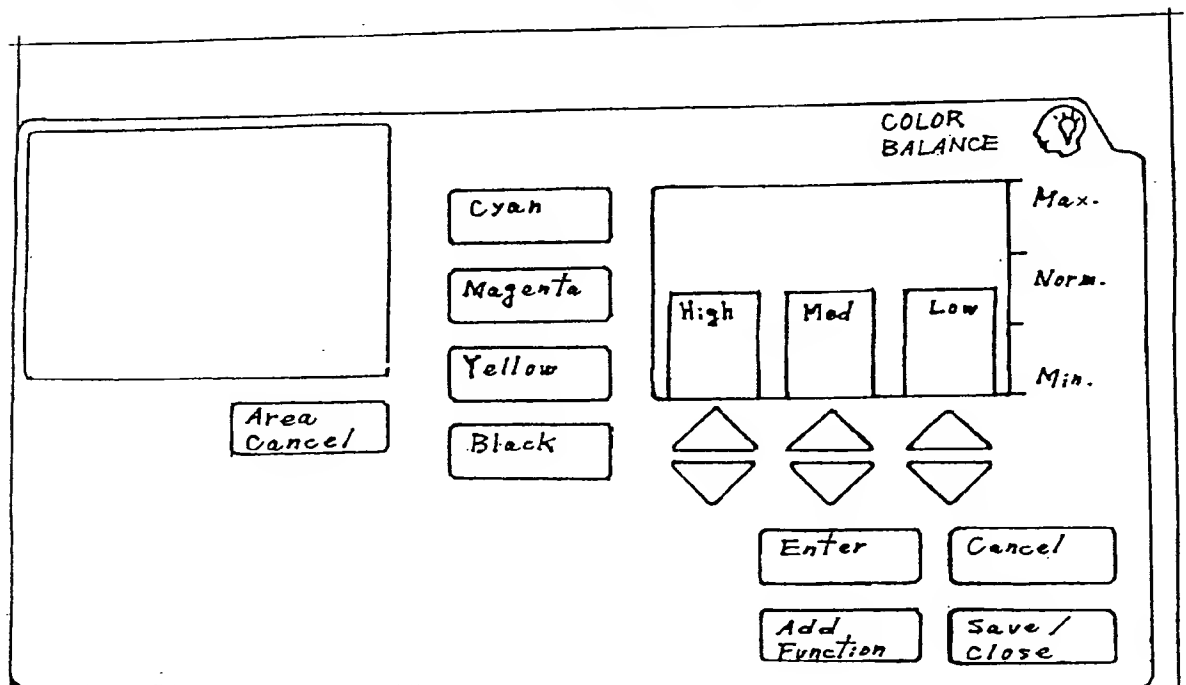 COLOR
BALANCE
Cyan
Magenta
Yellow
Black
Area
Cancel
High
Med
Low
Max.
Norm.
Min.
Enter
Cancel
Add
Function
Save /
Close